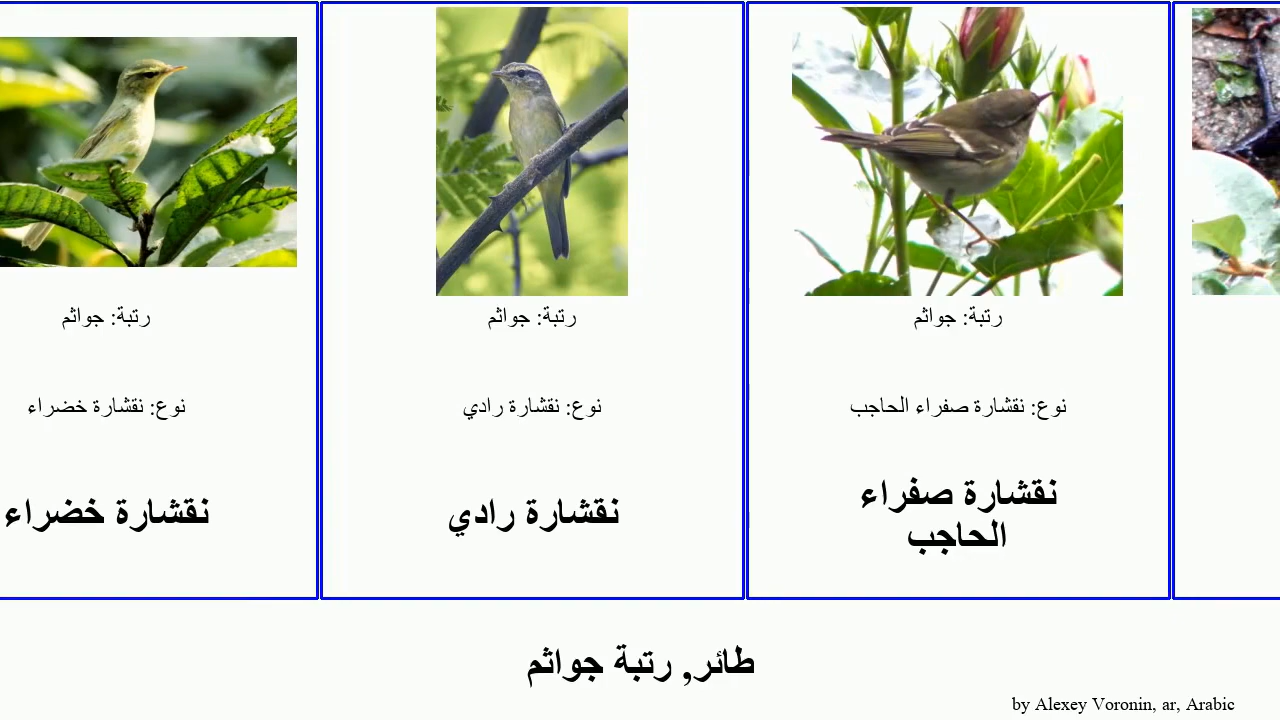 رتبة: جواثم
نوع: نقشارة خضراء
نقشارة خضراء
رتبة: جواثم
نوع: نقشارة رادي
نقشارة رادي
رتبة: جواثم
نوع: نقشارة صفراء الحاجب
نقشارة صفراء
الحاجب
طائر, رتبة جواثم
by Alexey Voronin, ar, Arabic